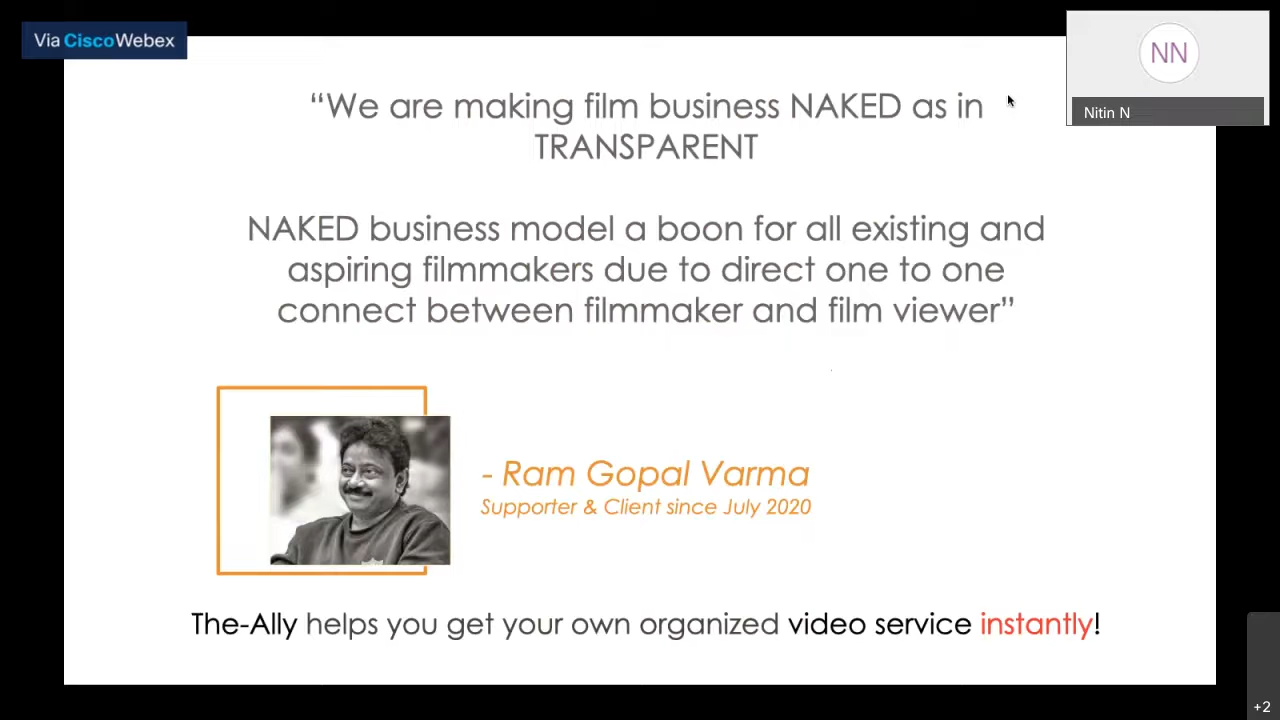 Via CiscoWebex
NN
Nitin N
“We are making film business NAKED as in
TRANSPARENT
NAKED business model a boon for all existing and
aspiring filmmakers due to direct one to one
connect between filmmaker and film viewer”
- Ram Gopal Varma
Supporter & Client since July 2020
The-Ally helps you get your own organized video service instantly!
+2